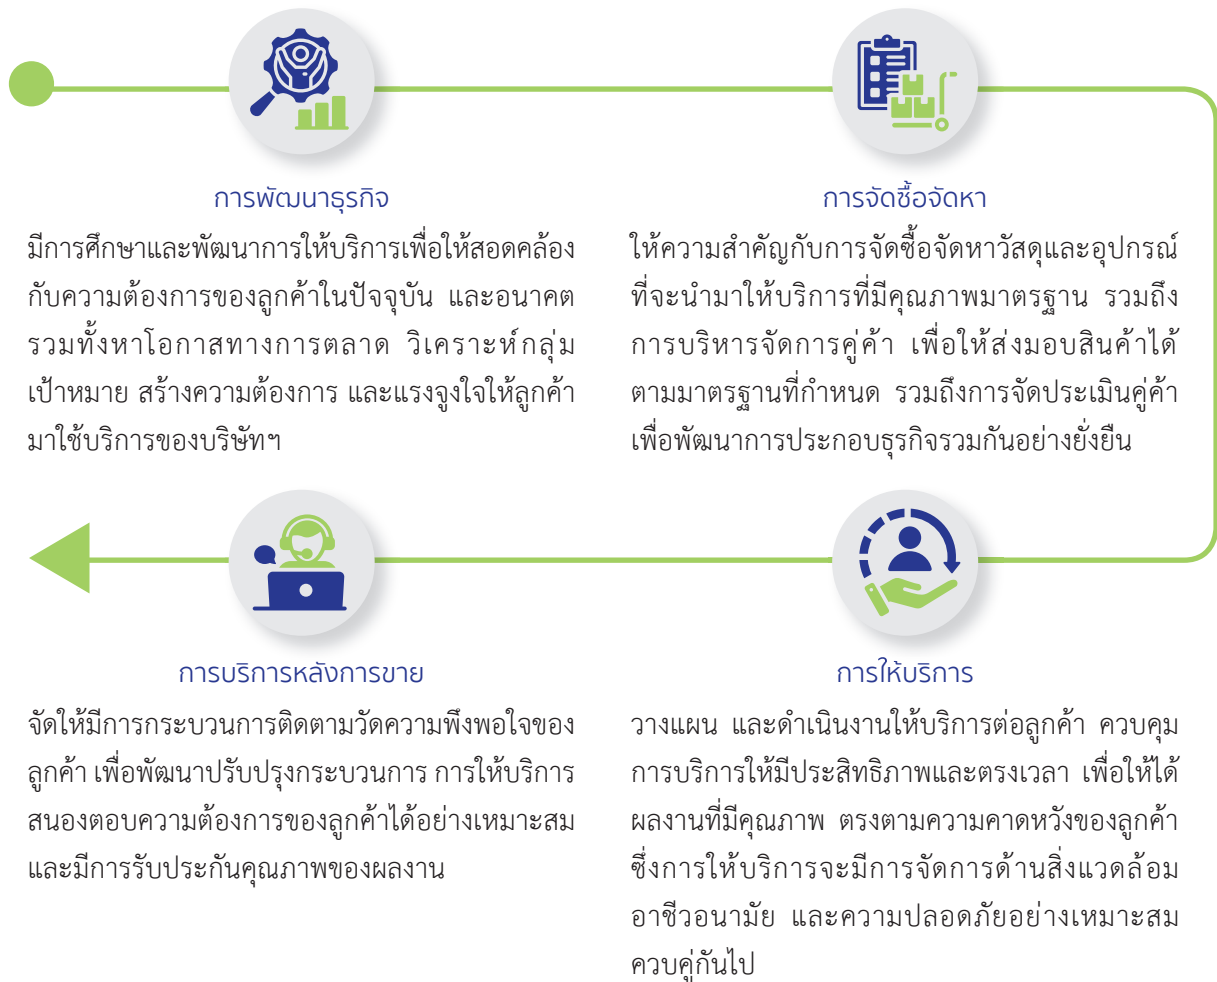 การพัฒนาธุรกิจ
มีการศึกษาและพัฒนาการให้บริการเพื่อให้สอดคล้อง
กับความต้องการของลูกค้าในปัจจุบัน และอนาคต
รวมทั้งหาโอกาสทางการตลาด วิเคราะห์กลุ่ม
เป้าหมาย สร้างความต้องการ และแรงจูงใจให้ลูกค้า
มาใช้บริการของบริษัทฯ
การจัดซื้อจัดหา
ให้ความสำคัญกับการจัดซื้อจัดหาวัสดุและอุปกรณ์
ที่จะนำมาให้บริการที่มีคุณภาพมาตรฐาน รวมถึง
การบริหารจัดการคู่ค้า เพื่อให้ส่งมอบสินค้าได้
ตามมาตรฐานที่กำหนด รวมถึงการจัดประเมินคู่ค้า
เพื่อพัฒนาการประกอบธุรกิจรวมกันอย่างยั่งยืน
การให้บริการ
วางแผน และดำเนินงานให้บริการต่อลูกค้า ควบคุม
การบริการให้มีประสิทธิภาพและตรงเวลา เพื่อให้ได้
ผลงานที่มีคุณภาพ ตรงตามความคาดหวังของลูกค้า
ซึ่งการให้บริการจะมีการจัดการด้านสิ่งแวดล้อม
อาชีวอนามัย และความปลอดภัยอย่างเหมาะสม
ควบคู่กันไป
การบริการหลังการขาย
จัดให้มีการกระบวนการติดตามวัดความพึงพอใจของ
ลูกค้า เพื่อพัฒนาปรับปรุงกระบวนการ การให้บริการ
สนองตอบความต้องการของลูกค้าได้อย่างเหมาะสม
และมีการรับประกันคุณภาพของผลงาน